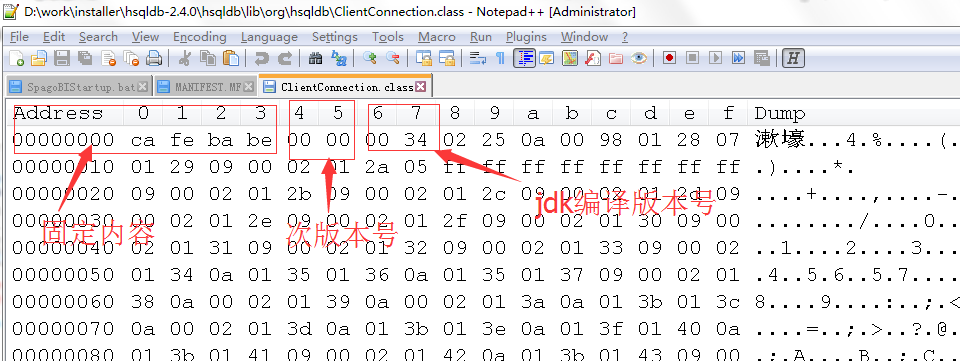 D:\work\installer\hsqldb-2.4.0\hsqldb\lib\org\hsqldb\ClientConnection.class - Notepad++ [Administrator]
File Edit Search View Encoding Language Settings Tools Macro Run Plugins Window ?
SpagoBIStartup.bat MANIFEST.MF ClientConnection.class
Address 0 1 2 3 4 5 6 7 8 9 a b c d e f Dump
00000000 ca fe ba be 00 00 00 34 02 25 0a 00 98 01 28 07 漱壕...4.%....(.
00000010 01 29 09 00 02 01 2a 05 ff ff ff ff ff ff ff ff .)....*.
00000020 09 00 02 01 2b 09 00 02 01 2c 09 00 02 01 2d 09 ....+....,....-
jdk编译版本号
00000030 00 02 01 2e 09 00 02 01 2f 09 00 02 01 30 09 00 ......../....0..
固定内容 次版本号
00000040 02 01 31 09 00 02 01 32 09 00 02 01 33 09 00 02 ..1....2....3...
00000050 01 34 0a 01 35 01 36 0a 01 35 01 37 09 00 02 01 .4..5.6..5.7....
00000060 38 0a 00 02 01 39 0a 00 02 01 3a 0a 01 3b 01 3c 8....9....:..;.<
00000070 0a 00 02 01 3d 0a 01 3b 01 3e 0a 01 3f 01 40 0a ....=..;.>..?.@.
00000080 01 3b 01 41 09 00 02 01 42 0a 01 3b 01 43 09 00 .;.A....B..;.C..